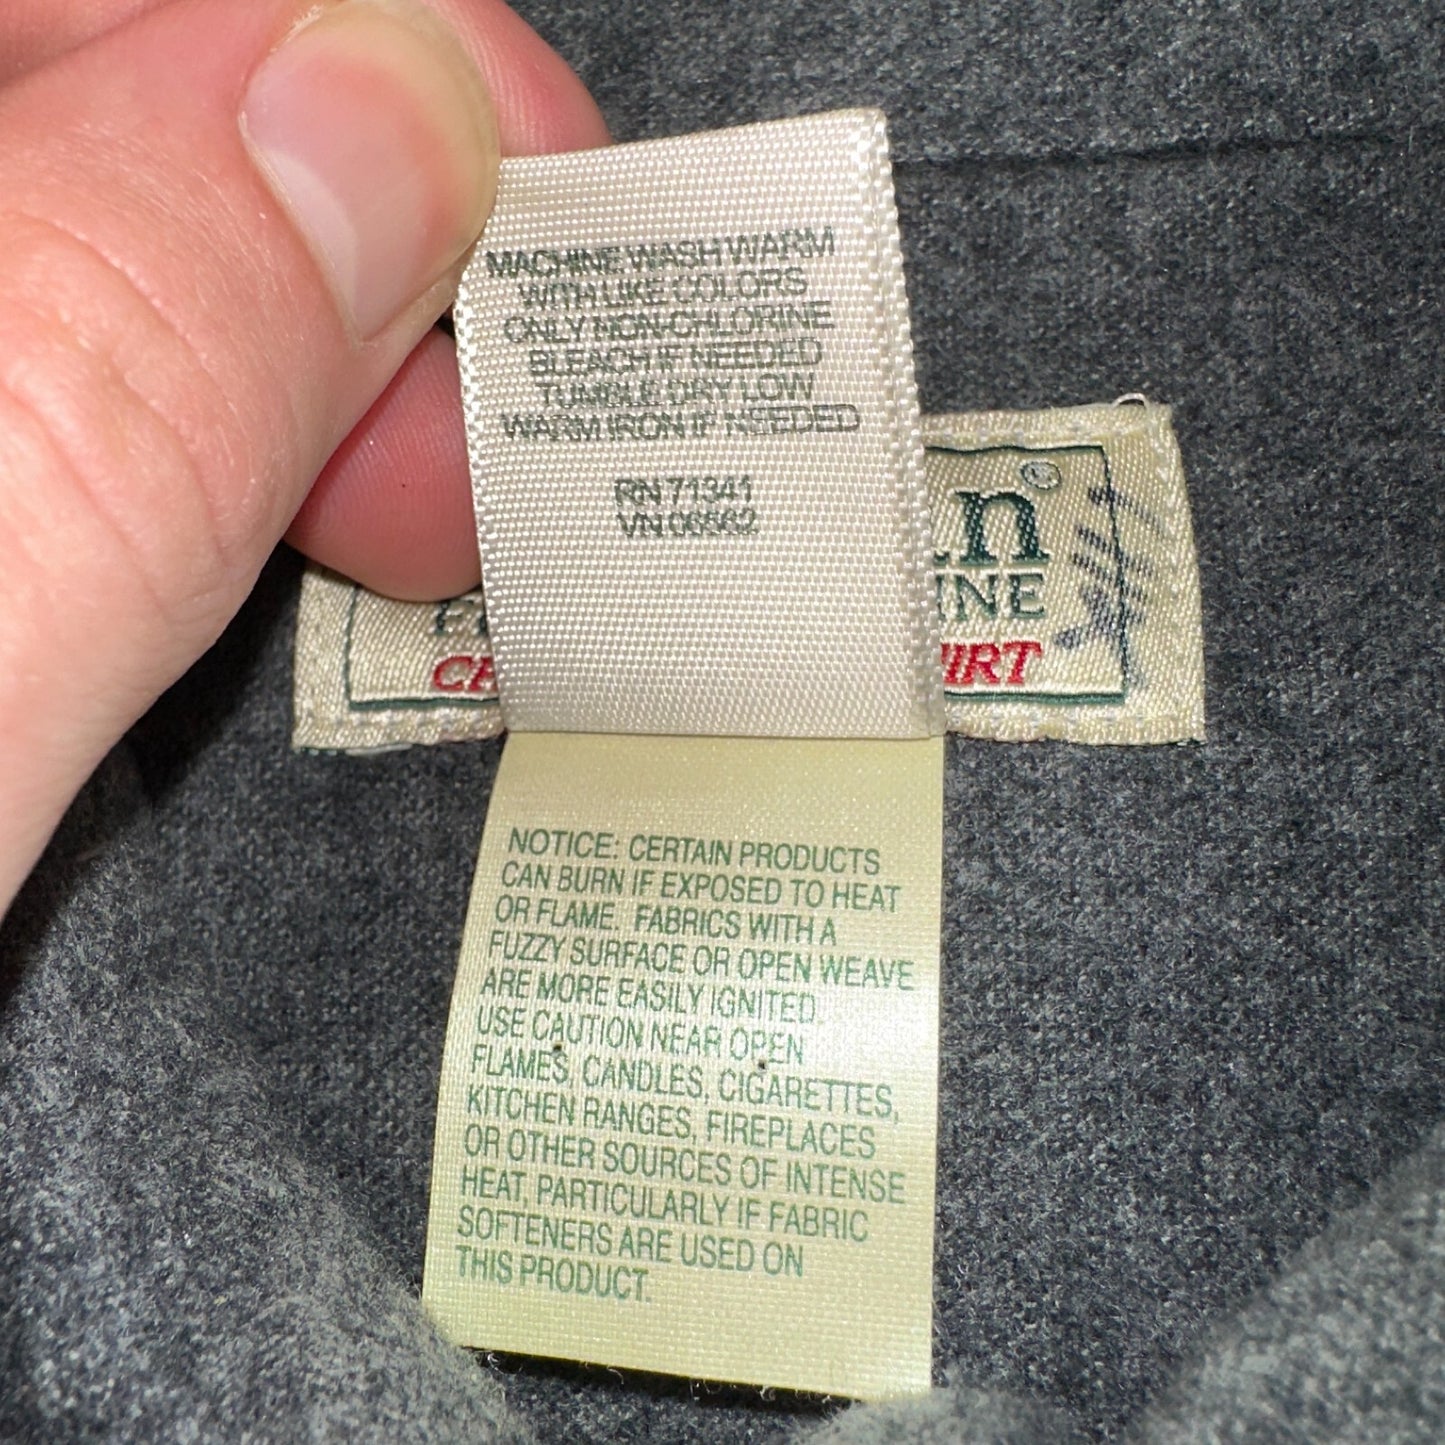 MACHINE WASH WARM
WITH LIKE COLORS
ONLY NON-CHLORINE
BLEACH IF NEEDED
TUMBLE DRY LOW
WARM IRON IF NEEDED
RN 71341
VN 06562
NOTICE: CERTAIN PRODUCTS
CAN BURN IF EXPOSED TO HEAT
OR FLAME. FABRICS WITH A
FUZZY SURFACE OR OPEN WEAVE
ARE MORE EASILY IGNITED.
USE CAUTION NEAR OPEN
FLAMES, CANDLES, CIGARETTES,
KITCHEN RANGES, FIREPLACES
OR OTHER SOURCES OF INTENSE
HEAT, PARTICULARLY IF FABRIC
SOFTENERS ARE USED ON
THIS PRODUCT.